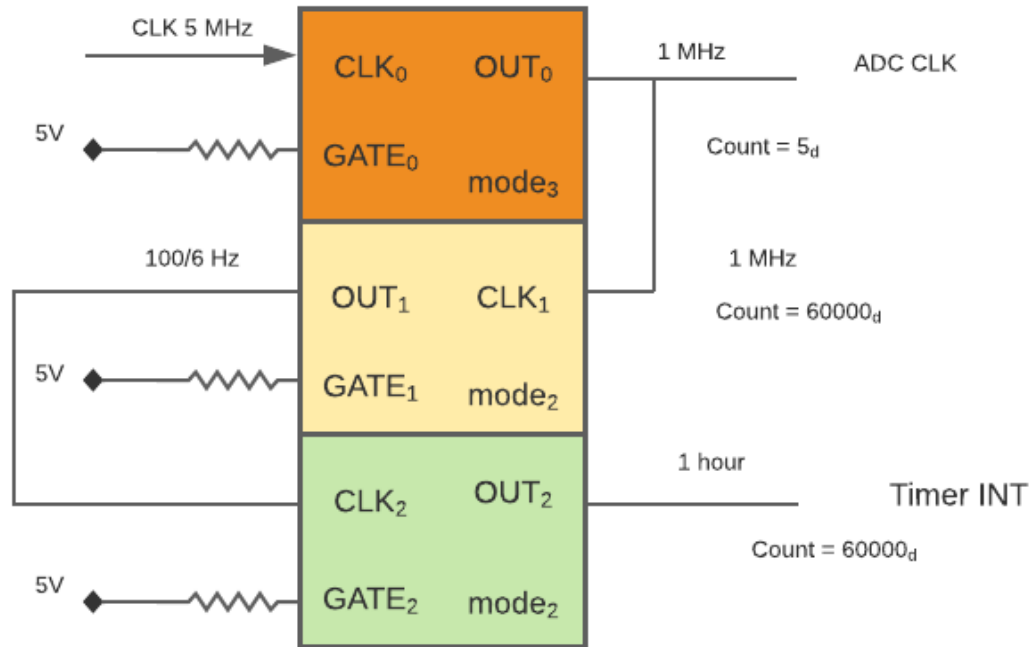 CLK 5 MHz
CLK₀ OUT₀
1 MHz
ADC CLK
5V
GATE₀
mode₃
Count = 5d
100/6 Hz
1 MHz
OUT₁ CLK₁
Count = 60000d
5V
GATE₁ mode₂
1 hour
CLK₂ OUT₂
Timer INT
Count = 60000d
5V
GATE₂ mode₂